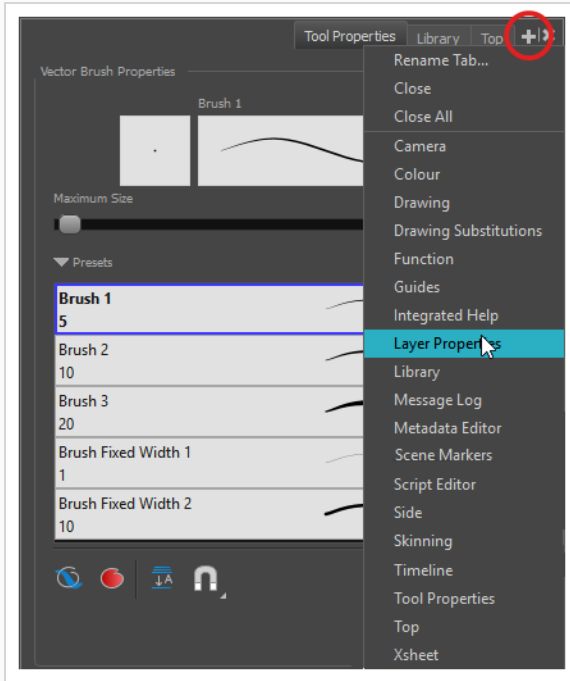 Tool Properties Library Top
Vector Brush Properties
Brush 1
Maximum Size
Presets
Brush 1
5
Brush 2
10
Brush 3
20
Brush Fixed Width 1
1
Brush Fixed Width 2
10
Rename Tab...
Close
Close All
Camera
Colour
Drawing
Drawing Substitutions
Function
Guides
Integrated Help
Layer Properties
Library
Message Log
Metadata Editor
Scene Markers
Script Editor
Side
Skinning
Timeline
Tool Properties
Top
Xsheet